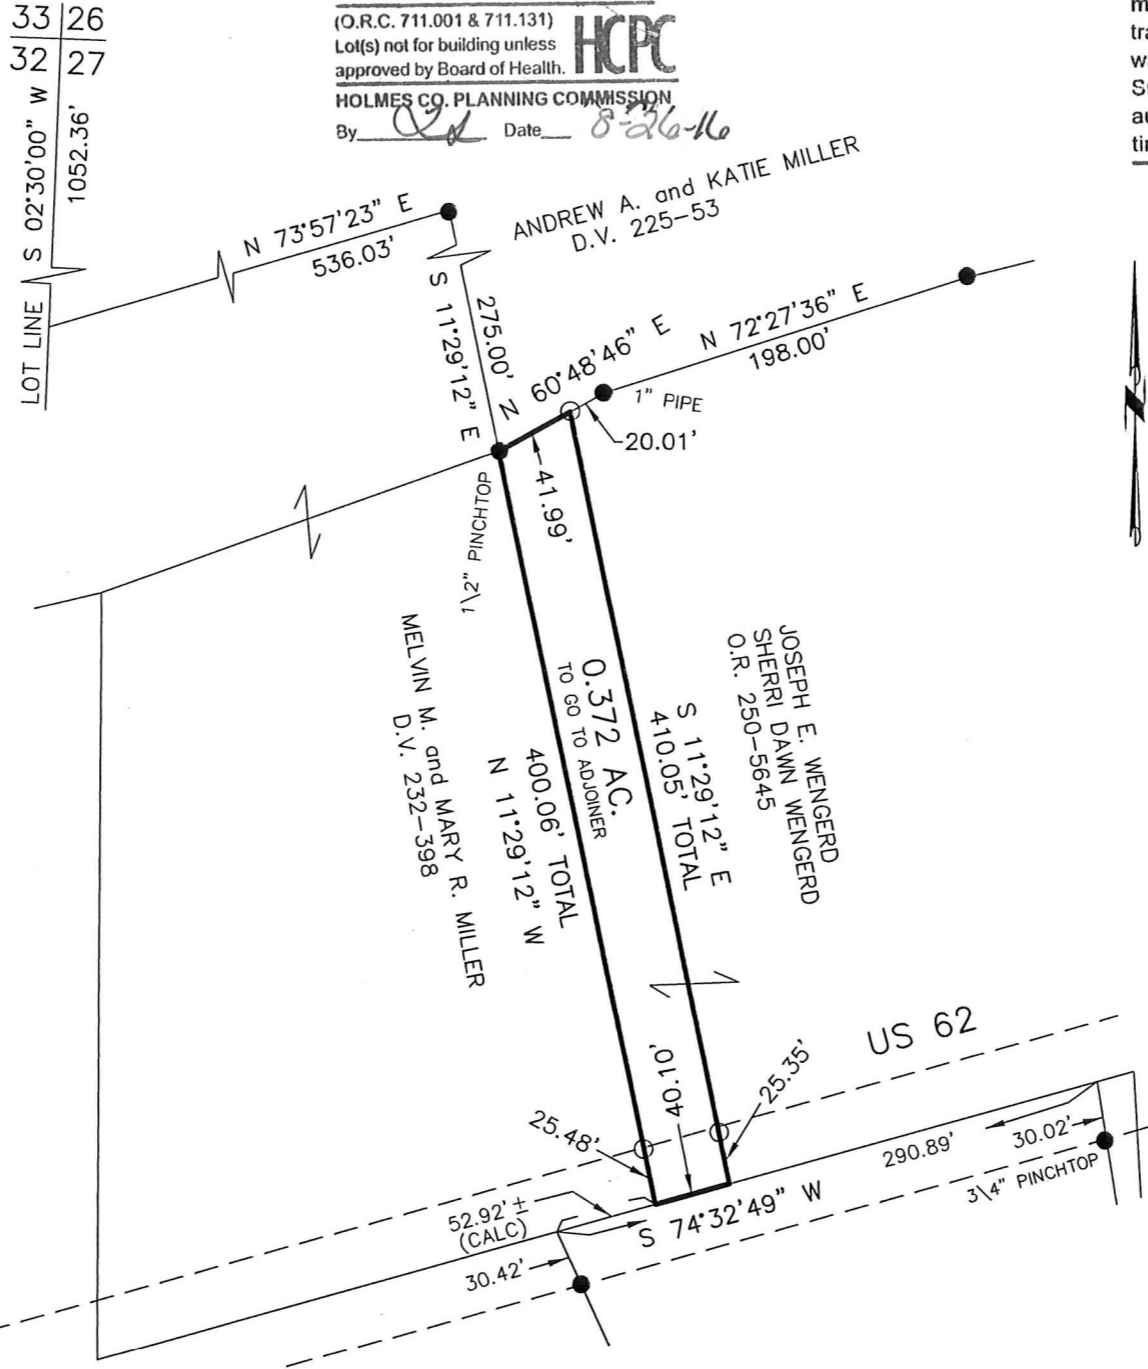 33 26
32 27
(O.R.C. 711.001 & 711.131)
Lot(s) not for building unless
approved by Board of Health.
HCPC
HOLMES CO. PLANNING COMMISSION
By Date 8-26-16
LOT LINE S 02°30'00" W
1052.36'
N 73°57'23" E
536.03'
ANDREW A. and KATIE MILLER
D.V. 225-53
S 11°29'12" E
275.00'
N 60°48'46" E
N 72°27'36" E
198.00'
1" PIPE
20.01'
41.99'
1\2" PINCHTOP
MELVIN M. and MARY R. MILLER
D.V. 232-398
0.372 AC.
TO GO TO ADJOINER
400.06' TOTAL
N 11°29'12" W
S 11°29'12" E
410.05' TOTAL
JOSEPH E. WENGERD
SHERRI DAWN WENGERD
O.R. 250-5645
US 62
40.10'
25.35'
25.48'
290.89'
30.02'
3\4" PINCHTOP
52.92' ±
(CALC)
S 74°32'49" W
30.42'